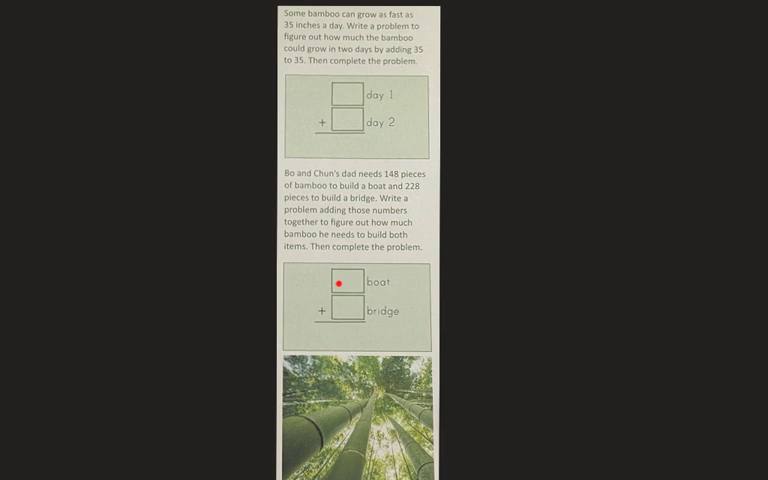 Some bamboo can grow as fast as
35 inches a day. Write a problem to
figure out how much the bamboo
could grow in two days by adding 35
to 35. Then complete the problem.
day 1
+ day 2
Bo and Chun's dad needs 148 pieces
of bamboo to build a boat and 228
pieces to build a bridge. Write a
problem adding those numbers
together to figure out how much
bamboo he needs to build both
items. Then complete the problem.
boat
+ bridge